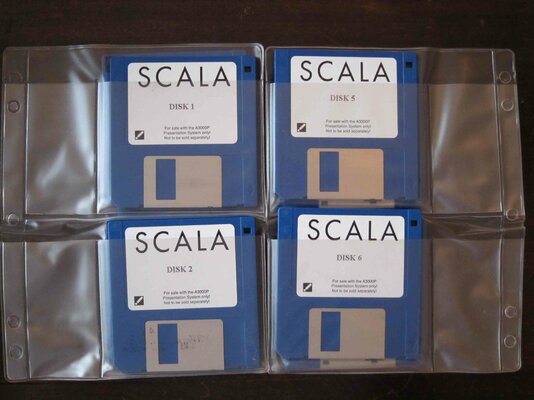 SCALA
DISK 1
For sale with the A3000P
Presentation System only!
Not to be sold separately!
SCALA
DISK 5
For sale with the A3000P
Presentation System only!
Not to be sold separately!
SCALA
DISK 2
For sale with the A3000P
Presentation System only!
Not to be sold separately!
SCALA
DISK 6
For sale with the A3000P
Presentation System only!
Not to be sold separately!